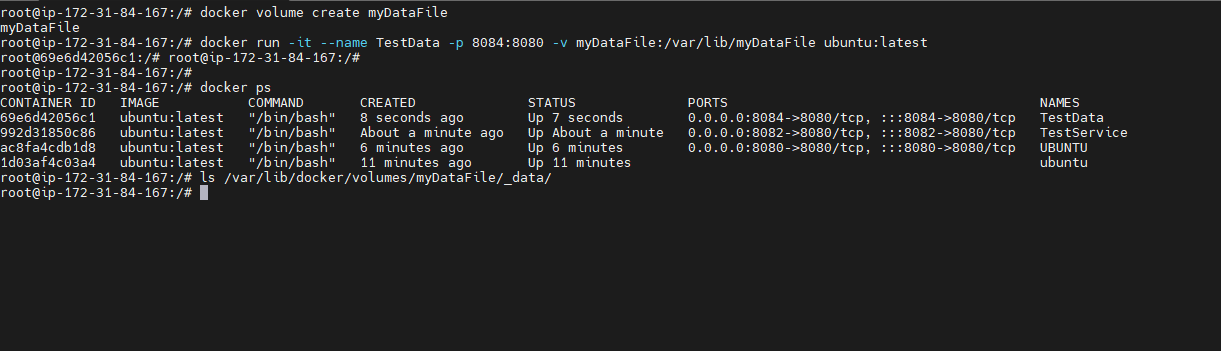 root@ip-172-31-84-167:/# docker volume create myDataFile
myDataFile
root@ip-172-31-84-167:/# docker run -it --name TestData -p 8084:8080 -v myDataFile:/var/lib/myDataFile ubuntu:latest
root@69e6d42056c1:/# root@ip-172-31-84-167:/#
root@ip-172-31-84-167:/#
root@ip-172-31-84-167:/# docker ps
CONTAINER ID   IMAGE           COMMAND       CREATED              STATUS              PORTS                                       NAMES
69e6d42056c1   ubuntu:latest   "/bin/bash"   8 seconds ago        Up 7 seconds        0.0.0.0:8084->8080/tcp, :::8084->8080/tcp   TestData
992d31850c86   ubuntu:latest   "/bin/bash"   About a minute ago   Up About a minute   0.0.0.0:8082->8080/tcp, :::8082->8080/tcp   TestService
ac8fa4cdb1d8   ubuntu:latest   "/bin/bash"   6 minutes ago        Up 6 minutes        0.0.0.0:8080->8080/tcp, :::8080->8080/tcp   UBUNTU
1d03af4c03a4   ubuntu:latest   "/bin/bash"   11 minutes ago       Up 11 minutes                                                   ubuntu
root@ip-172-31-84-167:/# ls /var/lib/docker/volumes/myDataFile/_data/
root@ip-172-31-84-167:/#